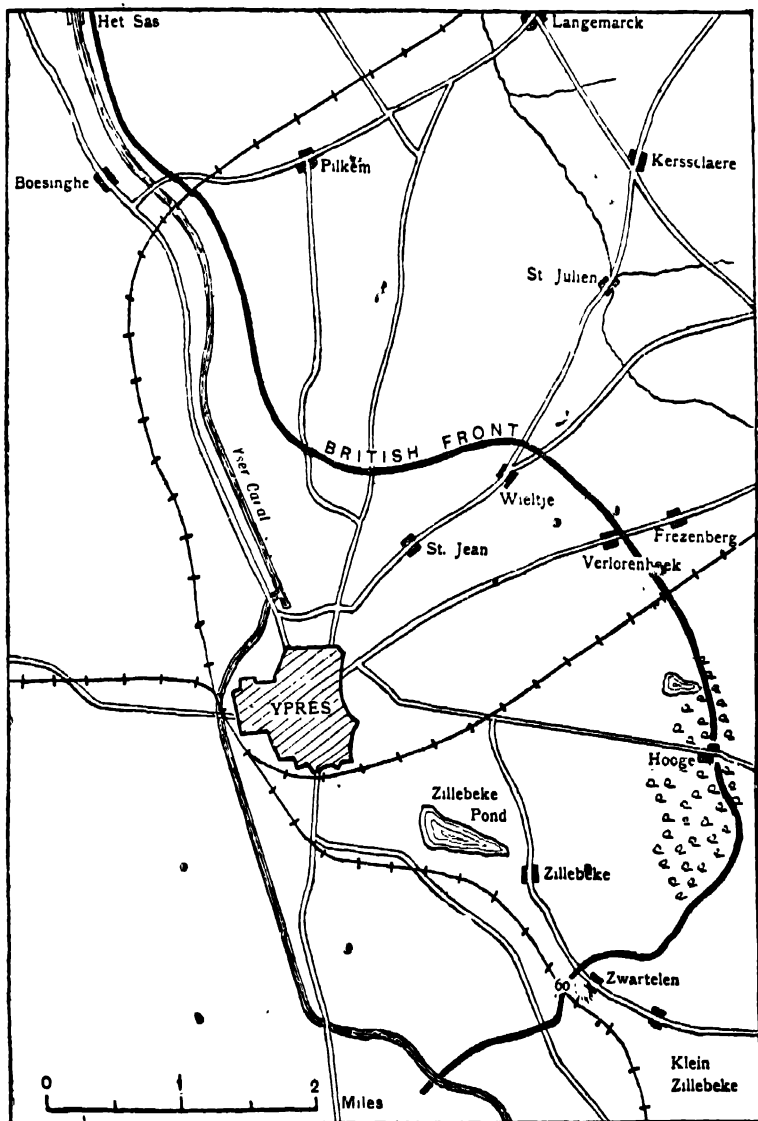 Het Sas
Langemarck
Boesinghe
Pilkem
Kersselaere
St Julien
BRITISH FRONT
Yser Canal
Wieltje
St. Jean
Frezenberg
Verlorenhoek
YPRES
Hooge
Zillebeke
Pond
Zillebeke
60
Zwartelen
Klein
Zillebeke
0 1 2
Miles